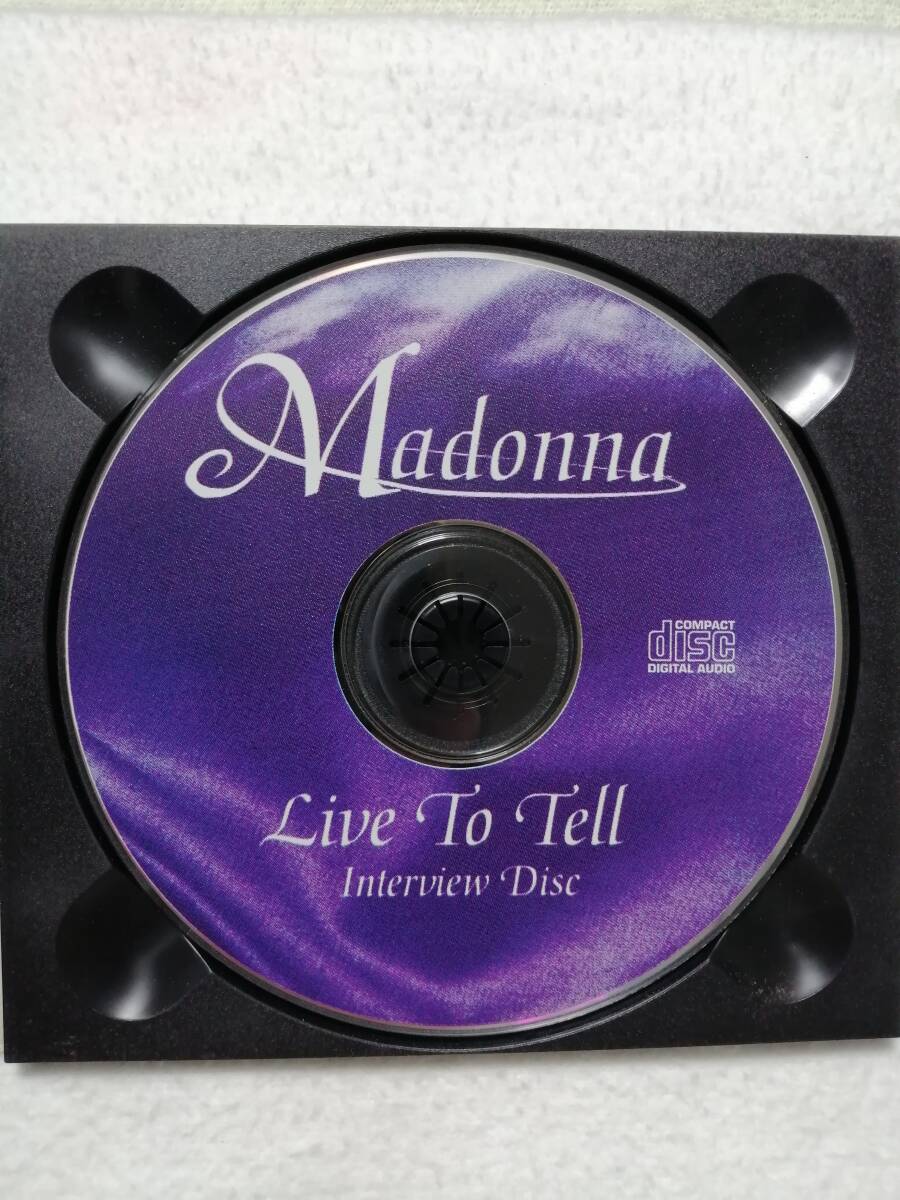 Madonna
COMPACT
disc
DIGITAL AUDIO
Live To Tell
Interview Disc